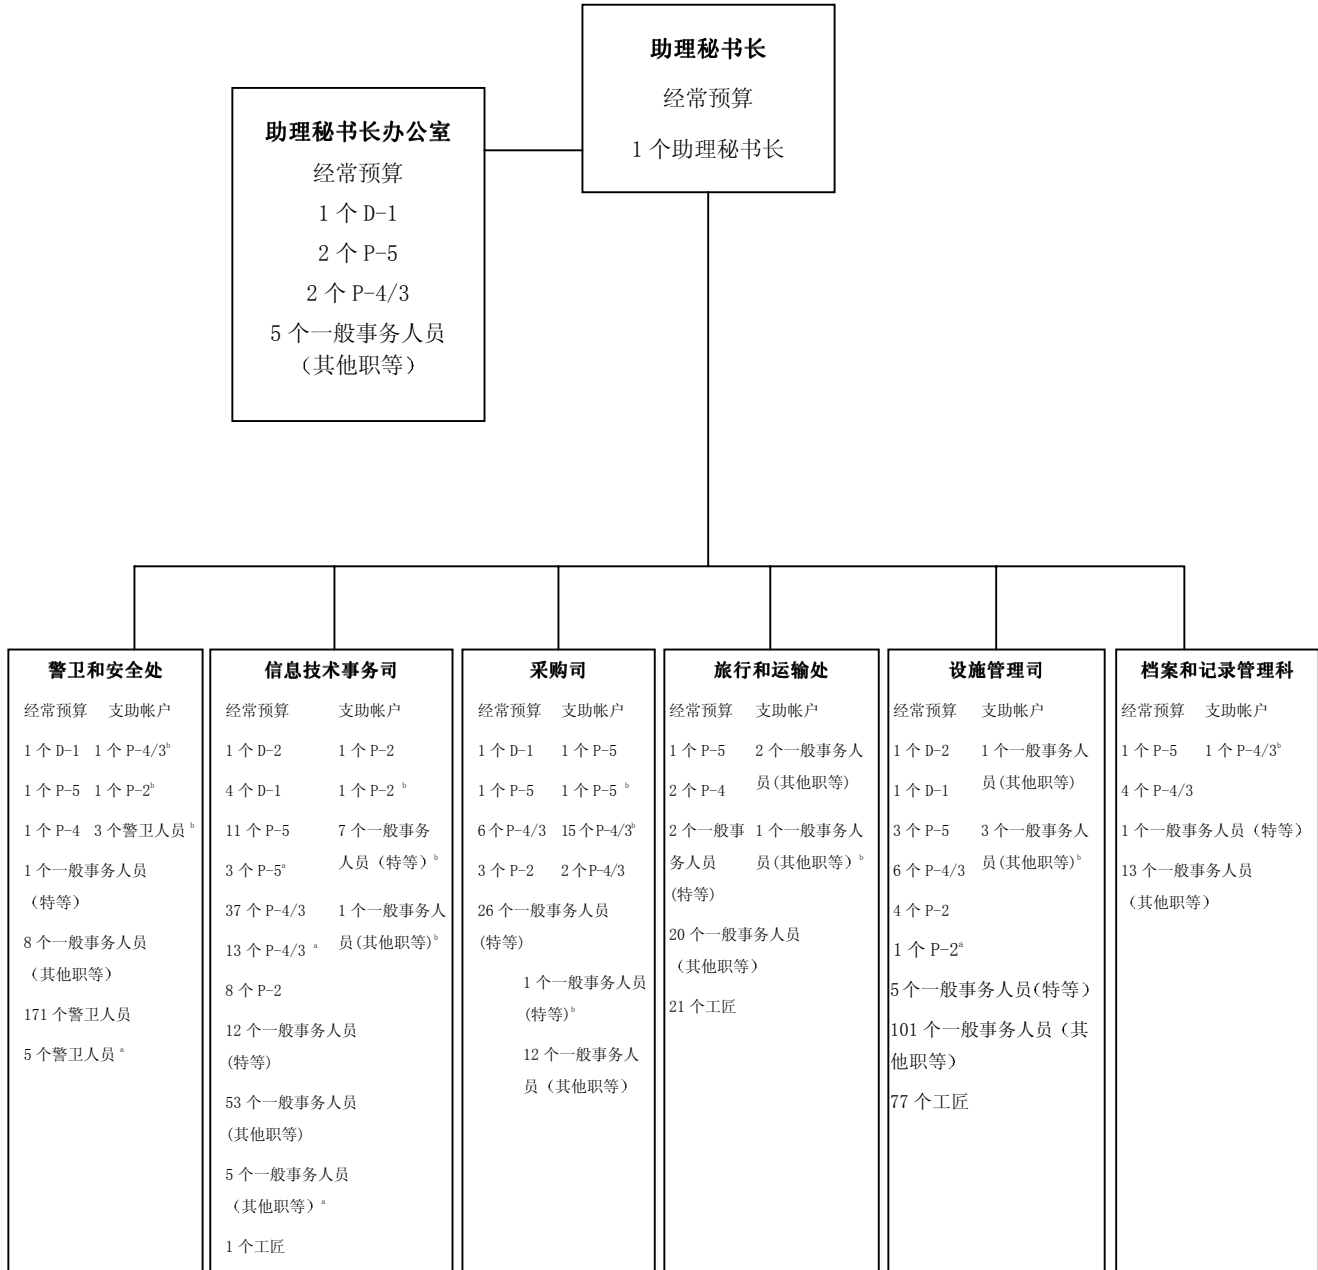 助理秘书长
经常预算
1 个助理秘书长
助理秘书长办公室
经常预算
1 个 D-1
2 个 P-5
2 个 P-4/3
5 个一般事务人员
（其他职等）
警卫和安全处
经常预算 支助帐户
1 个 D-1 1 个 P-4/3ᵇ
1 个 P-5 1 个 P-2ᵇ
1 个 P-4 3 个警卫人员ᵇ
1 个一般事务人员
（特等）
8 个一般事务人员
（其他职等）
171 个警卫人员
5 个警卫人员ᵃ
信息技术事务司
经常预算 支助帐户
1 个 D-2 1 个 P-2
4 个 D-1 1 个 P-2 ᵇ
11 个 P-5 7 个一般事务
3 个 P-5ᵃ 人员（特等）ᵇ
37 个 P-4/3 1 个一般事务人
13 个 P-4/3 ᵃ 员(其他职等)ᵇ
8 个 P-2
12 个一般事务人员
(特等)
53 个一般事务人员
(其他职等)
5 个一般事务人员
（其他职等）ᵃ
1 个工匠
采购司
经常预算 支助帐户
1 个 D-1 1 个 P-5
1 个 P-5 1 个 P-5 ᵇ
6个P-4/3 15个P-4/3ᵇ
3 个 P-2 2个P-4/3
26 个一般事务人员
(特等)
1 个一般事务人员
(特等)ᵇ
12 个一般事务人
员（其他职等）
旅行和运输处
经常预算 支助帐户
1 个 P-5 2 个一般事务人
员(其他职等)
2 个 P-4
2 个一般事 1 个一般事务人
务人员 员(其他职等）ᵇ
(特等)
20 个一般事务人员
（其他职等）
21 个工匠
设施管理司
经常预算 支助帐户
1 个 D-2 1 个一般事务人
1 个 D-1 员(其他职等)
3 个 P-5 3 个一般事务人
6 个 P-4/3 员(其他职等)ᵇ
4 个 P-2
1 个 P-2ᵃ
5个一般事务人员(特等）
101 个一般事务人员（其
他职等）
77 个工匠
档案和记录管理科
经常预算 支助帐户
1 个 P-5 1 个 P-4/3ᵇ
4 个 P-4/3
1 个一般事务人员（特等）
13 个一般事务人员
（其他职等）